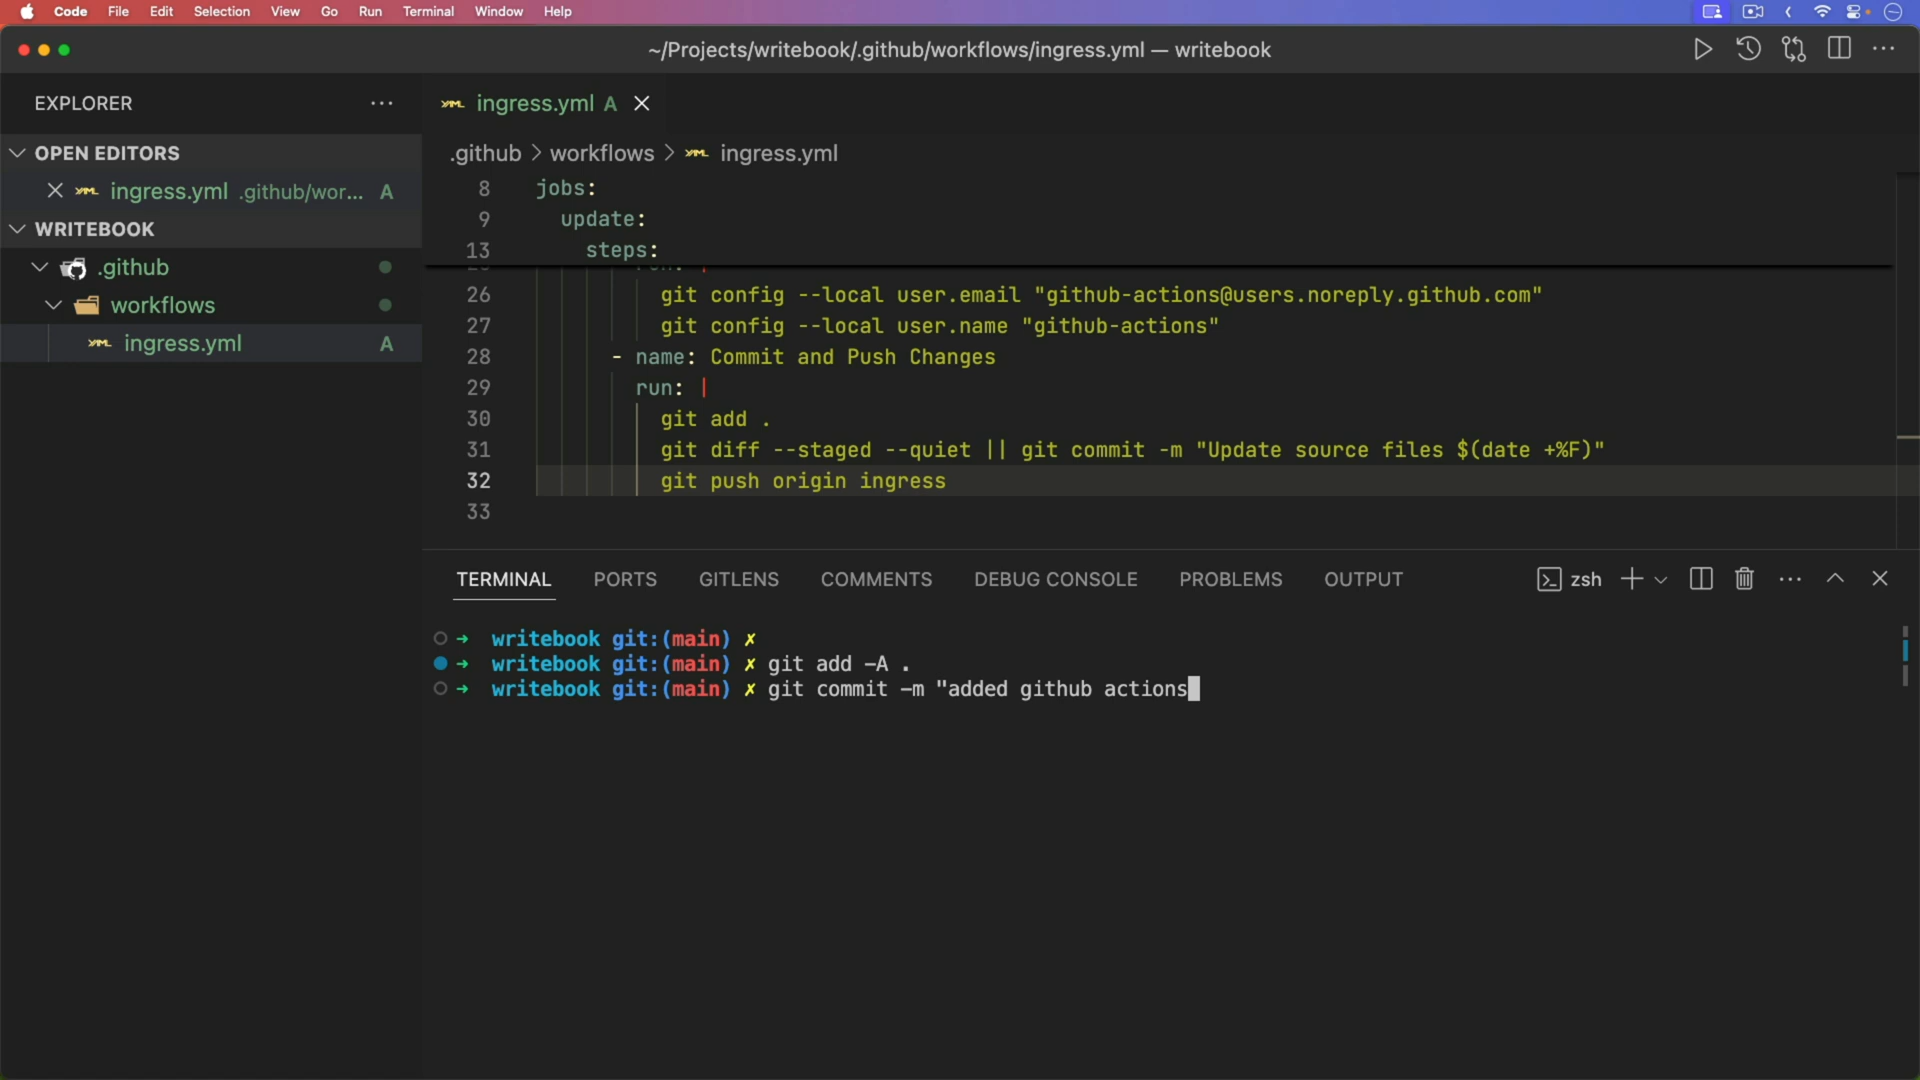 Code File Edit Selection View Go Run Terminal Window Help
~/Projects/writebook/.github/workflows/ingress.yml — writebook
EXPLORER
OPEN EDITORS
ingress.yml .github/wor... A
WRITEBOOK
.github
workflows
ingress.yml A
ingress.yml A
.github > workflows > ingress.yml
8 jobs:
9 update:
13 steps:
26 git config --local user.email "github-actions@users.noreply.github.com"
27 git config --local user.name "github-actions"
28 - name: Commit and Push Changes
29 run: |
30 git add .
31 git diff --staged --quiet || git commit -m "Update source files $(date +%F)"
32 git push origin ingress
33
TERMINAL PORTS GITLENS COMMENTS DEBUG CONSOLE PROBLEMS OUTPUT zsh
→ writebook git:(main) ✗
→ writebook git:(main) ✗ git add -A .
→ writebook git:(main) ✗ git commit -m "added github actions